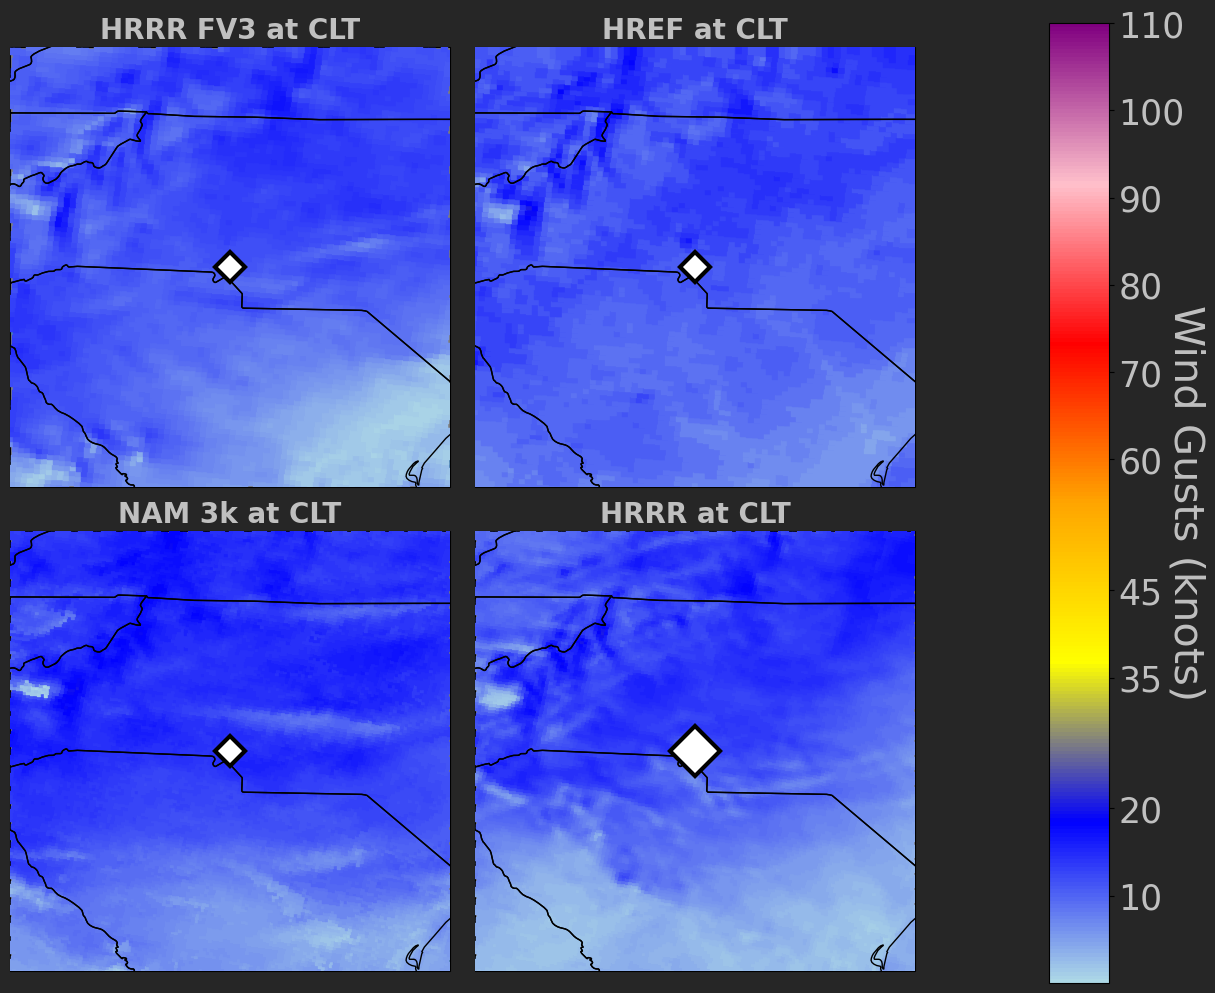 HRRR FV3 at CLT
HREF at CLT
NAM 3k at CLT
HRRR at CLT
110
100
90
80
70
60
45
35
20
10
Wind Gusts (knots)